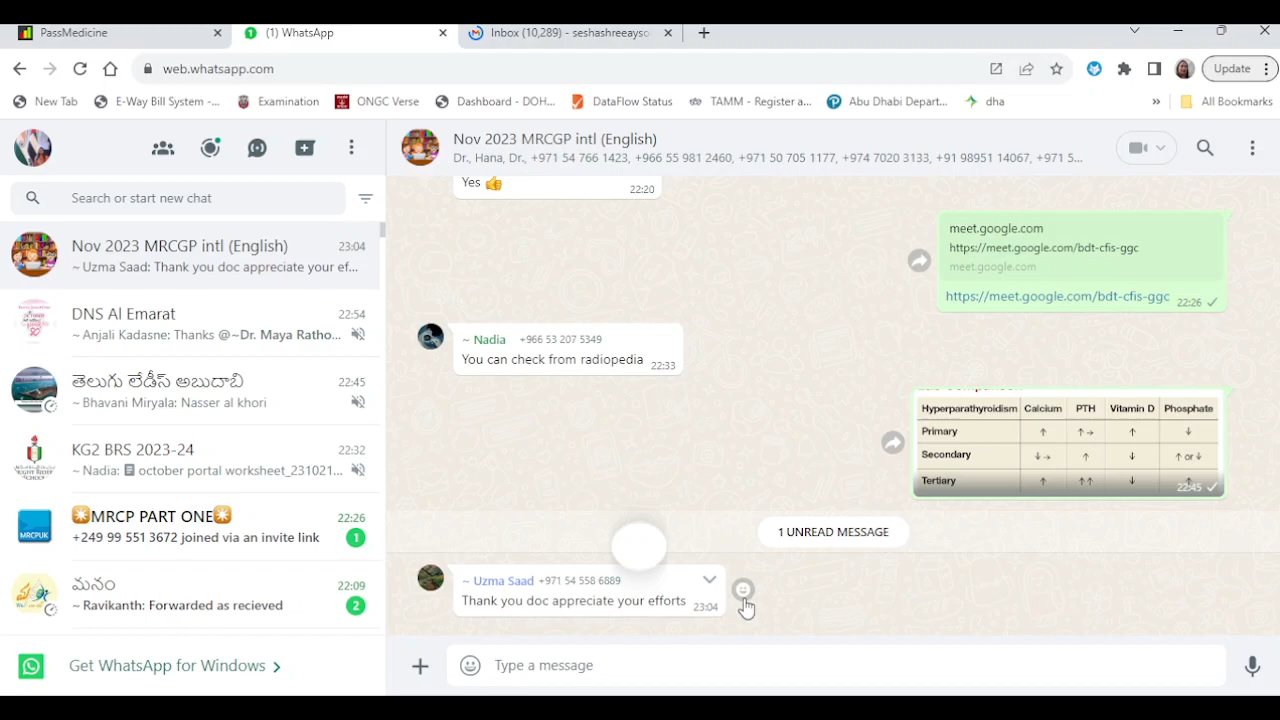 PassMedicine
(1) WhatsApp
Inbox (10,289) - seshashreeayso
web.whatsapp.com
Update
New Tab
E-Way Bill System -...
Examination
ONGC Verse
Dashboard - DOH...
DataFlow Status
TAMM - Register a...
Abu Dhabi Depart...
dha
»
All Bookmarks
Nov 2023 MRCGP intl (English)
Dr., Hana, Dr., +971 54 766 1423, +966 55 981 2460, +971 50 705 1177, +974 7020 3133, +91 98951 14067, +971 5...
Search or start new chat
Nov 2023 MRCGP intl (English) 23:04
~ Uzma Saad: Thank you doc appreciate your ef...
DNS Al Emarat 22:54
~ Anjali Kadasne: Thanks @~Dr. Maya Ratho...
తెలుగు లేడీస్ అబుదాబి 22:45
~ Bhavani Miryala: Nasser al khori
KG2 BRS 2023-24 22:32
~ Nadia: october portal worksheet_231021...
MRCPUK
MRCP PART ONE 22:26
+249 99 551 3672 joined via an invite link 1
మనం 22:09
~ Ravikanth: Forwarded as recieved 2
Get WhatsApp for Windows
Yes 👍 22:20
meet.google.com
https://meet.google.com/bdt-cfis-ggc
meet.google.com
https://meet.google.com/bdt-cfis-ggc 22:26
~ Nadia +966 53 207 5349
You can check from radiopedia 22:33
Hyperparathyroidism Calcium PTH Vitamin D Phosphate
Primary ↑ ↑→ ↑ ↓
Secondary ↓→ ↑ ↓ ↑ or ↓
Tertiary ↑ ↑↑ ↓ ↑
22:45
1 UNREAD MESSAGE
~ Uzma Saad +971 54 558 6889
Thank you doc appreciate your efforts 23:04
Type a message